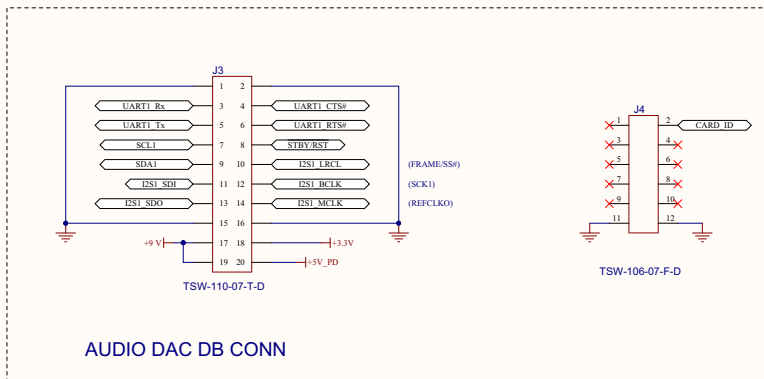 J3
1 2
UART1_Rx 3 4 UART1_CTS#
UART1_Tx 5 6 UART1_RTS#
SCL1 7 8 STBY/RST
SDA1 9 10 I2S1_LRCL (FRAME/SS#)
I2S1_SDI 11 12 I2S1_BCLK (SCK1)
I2S1_SDO 13 14 I2S1_MCLK (REFCLKO)
15 16
+9 V 17 18 +3.3V
19 20 +5V_PD
TSW-110-07-T-D
J4
1 2 CARD_ID
3 4
5 6
7 8
9 10
11 12
TSW-106-07-F-D
AUDIO DAC DB CONN